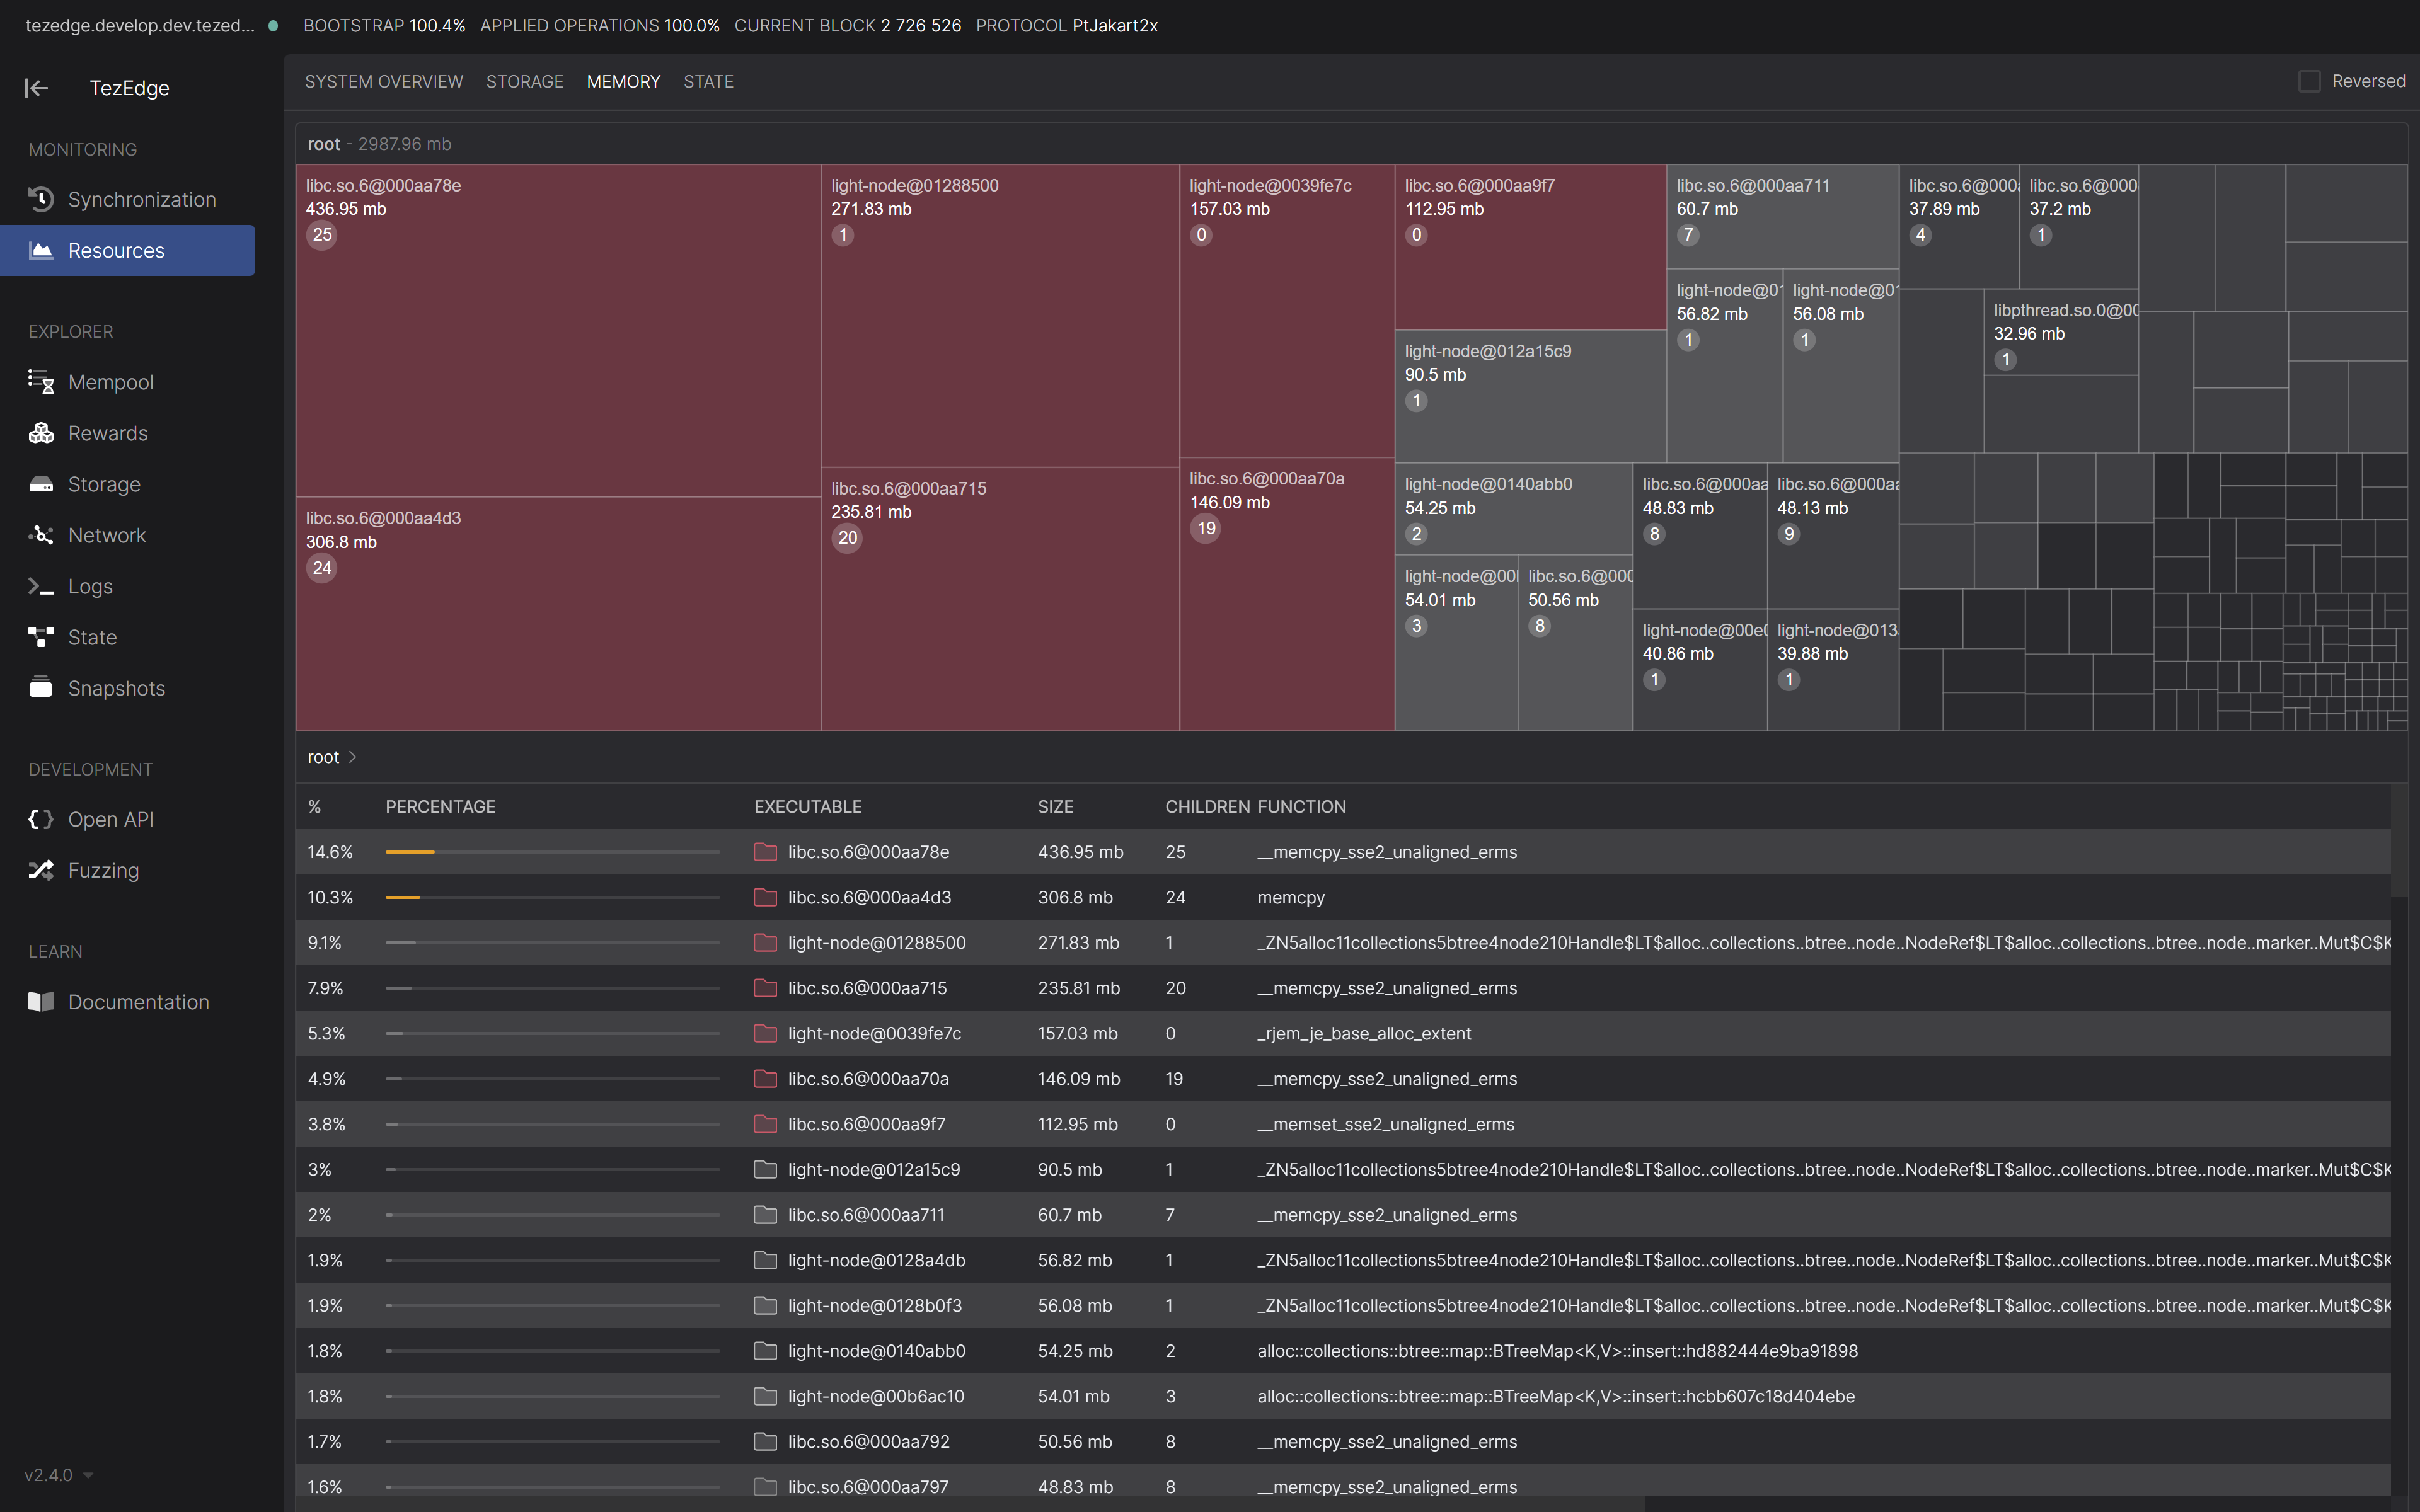 tezedge.develop.dev.tezed... BOOTSTRAP 100.4% APPLIED OPERATIONS 100.0% CURRENT BLOCK 2 726 526 PROTOCOL PtJakart2x
TezEdge
MONITORING
Synchronization
Resources
EXPLORER
Mempool
Rewards
Storage
Network
Logs
State
Snapshots
DEVELOPMENT
Open API
Fuzzing
LEARN
Documentation
v2.4.0
SYSTEM OVERVIEW STORAGE MEMORY STATE Reversed
root - 2987.96 mb
libc.so.6@000aa78e
436.95 mb
25
libc.so.6@000aa4d3
306.8 mb
24
light-node@01288500
271.83 mb
1
libc.so.6@000aa715
235.81 mb
20
light-node@0039fe7c
157.03 mb
0
libc.so.6@000aa70a
146.09 mb
19
libc.so.6@000aa9f7
112.95 mb
0
light-node@012a15c9
90.5 mb
1
libc.so.6@000aa711
60.7 mb
7
light-node@01
56.82 mb
1
light-node@01
56.08 mb
1
light-node@0140abb0
54.25 mb
2
light-node@00
54.01 mb
3
libc.so.6@000
50.56 mb
8
libc.so.6@000aa
48.83 mb
8
libc.so.6@000aa
48.13 mb
9
light-node@00e0
40.86 mb
1
light-node@013
39.88 mb
1
libc.so.6@000
37.89 mb
4
libc.so.6@000
37.2 mb
1
libpthread.so.0@00
32.96 mb
1
root
% PERCENTAGE EXECUTABLE SIZE CHILDREN FUNCTION
14.6% libc.so.6@000aa78e 436.95 mb 25 __memcpy_sse2_unaligned_erms
10.3% libc.so.6@000aa4d3 306.8 mb 24 memcpy
9.1% light-node@01288500 271.83 mb 1 _ZN5alloc11collections5btree4node210Handle$LT$alloc..collections..btree..node..NodeRef$LT$alloc..collections..btree..node..marker..Mut$C$K
7.9% libc.so.6@000aa715 235.81 mb 20 __memcpy_sse2_unaligned_erms
5.3% light-node@0039fe7c 157.03 mb 0 _rjem_je_base_alloc_extent
4.9% libc.so.6@000aa70a 146.09 mb 19 __memcpy_sse2_unaligned_erms
3.8% libc.so.6@000aa9f7 112.95 mb 0 __memset_sse2_unaligned_erms
3% light-node@012a15c9 90.5 mb 1 _ZN5alloc11collections5btree4node210Handle$LT$alloc..collections..btree..node..NodeRef$LT$alloc..collections..btree..node..marker..Mut$C$K
2% libc.so.6@000aa711 60.7 mb 7 __memcpy_sse2_unaligned_erms
1.9% light-node@0128a4db 56.82 mb 1 _ZN5alloc11collections5btree4node210Handle$LT$alloc..collections..btree..node..NodeRef$LT$alloc..collections..btree..node..marker..Mut$C$K
1.9% light-node@0128b0f3 56.08 mb 1 _ZN5alloc11collections5btree4node210Handle$LT$alloc..collections..btree..node..NodeRef$LT$alloc..collections..btree..node..marker..Mut$C$K
1.8% light-node@0140abb0 54.25 mb 2 alloc::collections::btree::map::BTreeMap<K,V>::insert::hd882444e9ba91898
1.8% light-node@00b6ac10 54.01 mb 3 alloc::collections::btree::map::BTreeMap<K,V>::insert::hcbb607c18d404ebe
1.7% libc.so.6@000aa792 50.56 mb 8 __memcpy_sse2_unaligned_erms
1.6% libc.so.6@000aa797 48.83 mb 8 __memcpy_sse2_unaligned_erms